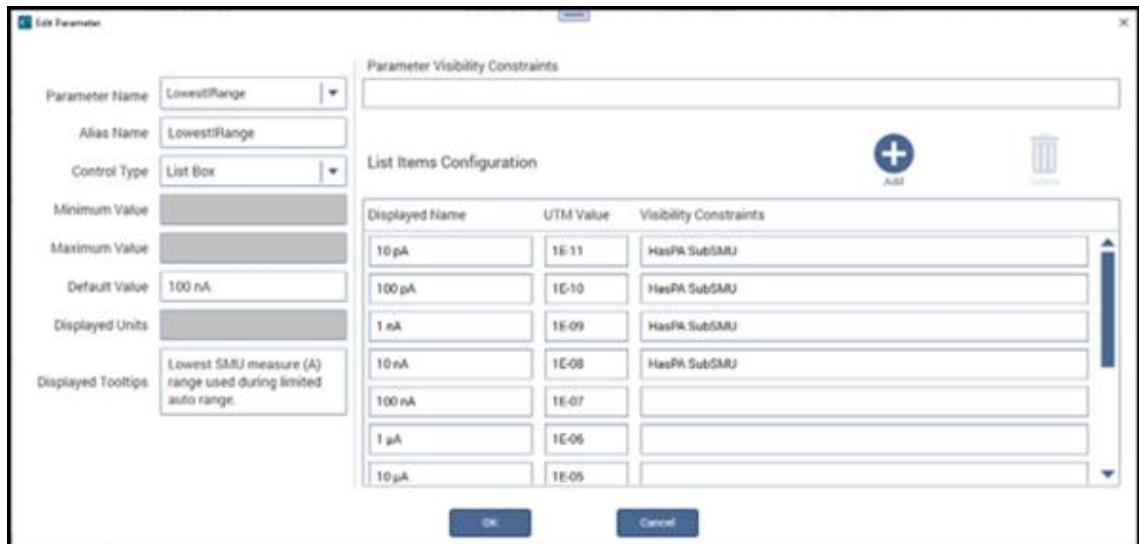 Edit Parameter
Parameter Visibility Constraints
Parameter Name LowestIRange
Alias Name LowestIRange
Control Type List Box
Minimum Value
Maximum Value
Default Value 100 nA
Displayed Units
Displayed Tooltips Lowest SMU measure (A)
range used during limited
auto range.
List Items Configuration
Add
Delete
Displayed Name UTM Value Visibility Constraints
10 pA 1E-11 HasPA SubSMU
100 pA 1E-10 HasPA SubSMU
1 nA 1E-09 HasPA SubSMU
10 nA 1E-08 HasPA SubSMU
100 nA 1E-07
1 µA 1E-06
10 µA 1E-05
OK Cancel